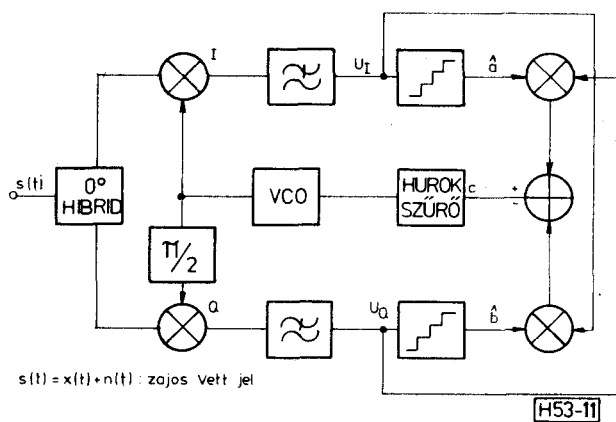 I
U_I
â
s(t)
0°
HIBRID
VCO
HUROK
SZŰRŐ
c
+
-
π/2
Q
U_Q
b̂
s(t) = x(t)+n(t) : zajos vett jel
H53-11